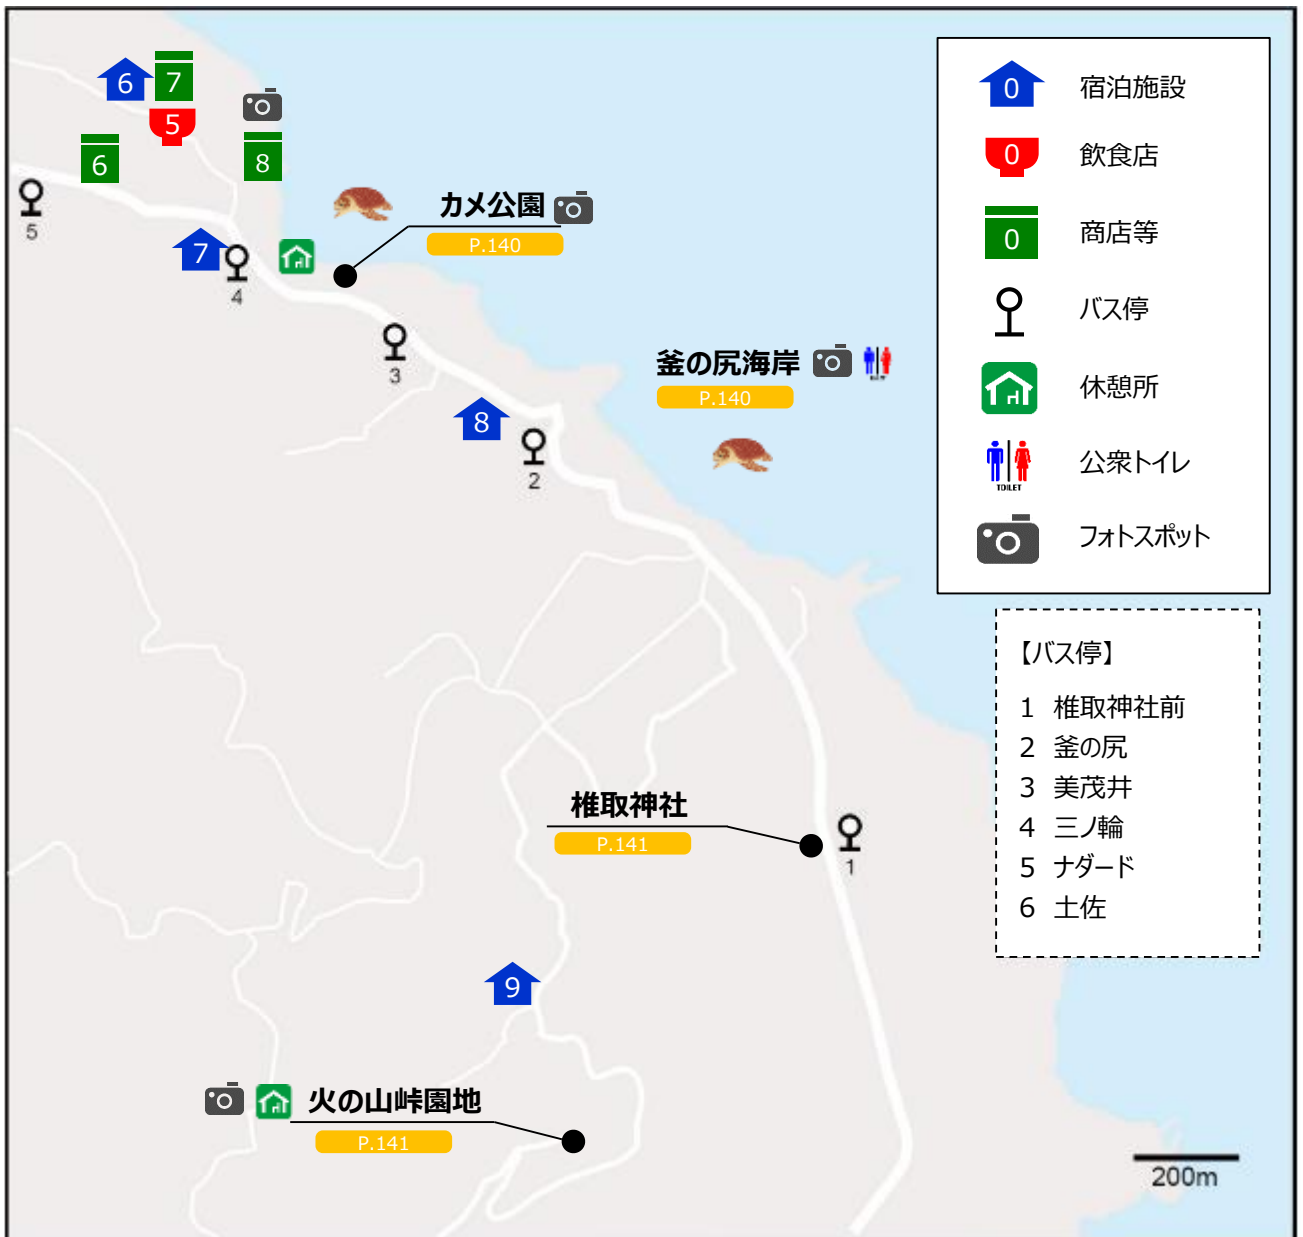 6
7
5
6
8
5
7
4
カメ公園
P.140
3
釜の尻海岸
P.140
8
2
椎取神社
P.141
1
9
火の山峠園地
P.141
200m
0 宿泊施設
0 飲食店
0 商店等
バス停
休憩所
TOILET 公衆トイレ
フォトスポット
【バス停】
1 椎取神社前
2 釜の尻
3 美茂井
4 三ノ輪
5 ナダード
6 土佐